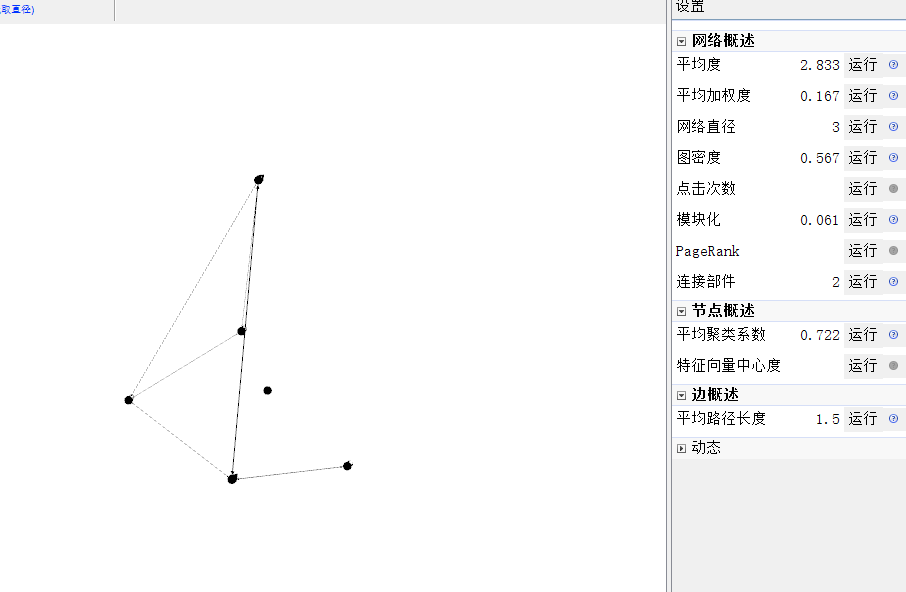 取直径)
设置
网络概述
平均度 2.833 运行
平均加权度 0.167 运行
网络直径 3 运行
图密度 0.567 运行
点击次数 运行
模块化 0.061 运行
PageRank 运行
连接部件 2 运行
节点概述
平均聚类系数 0.722 运行
特征向量中心度 运行
边概述
平均路径长度 1.5 运行
动态